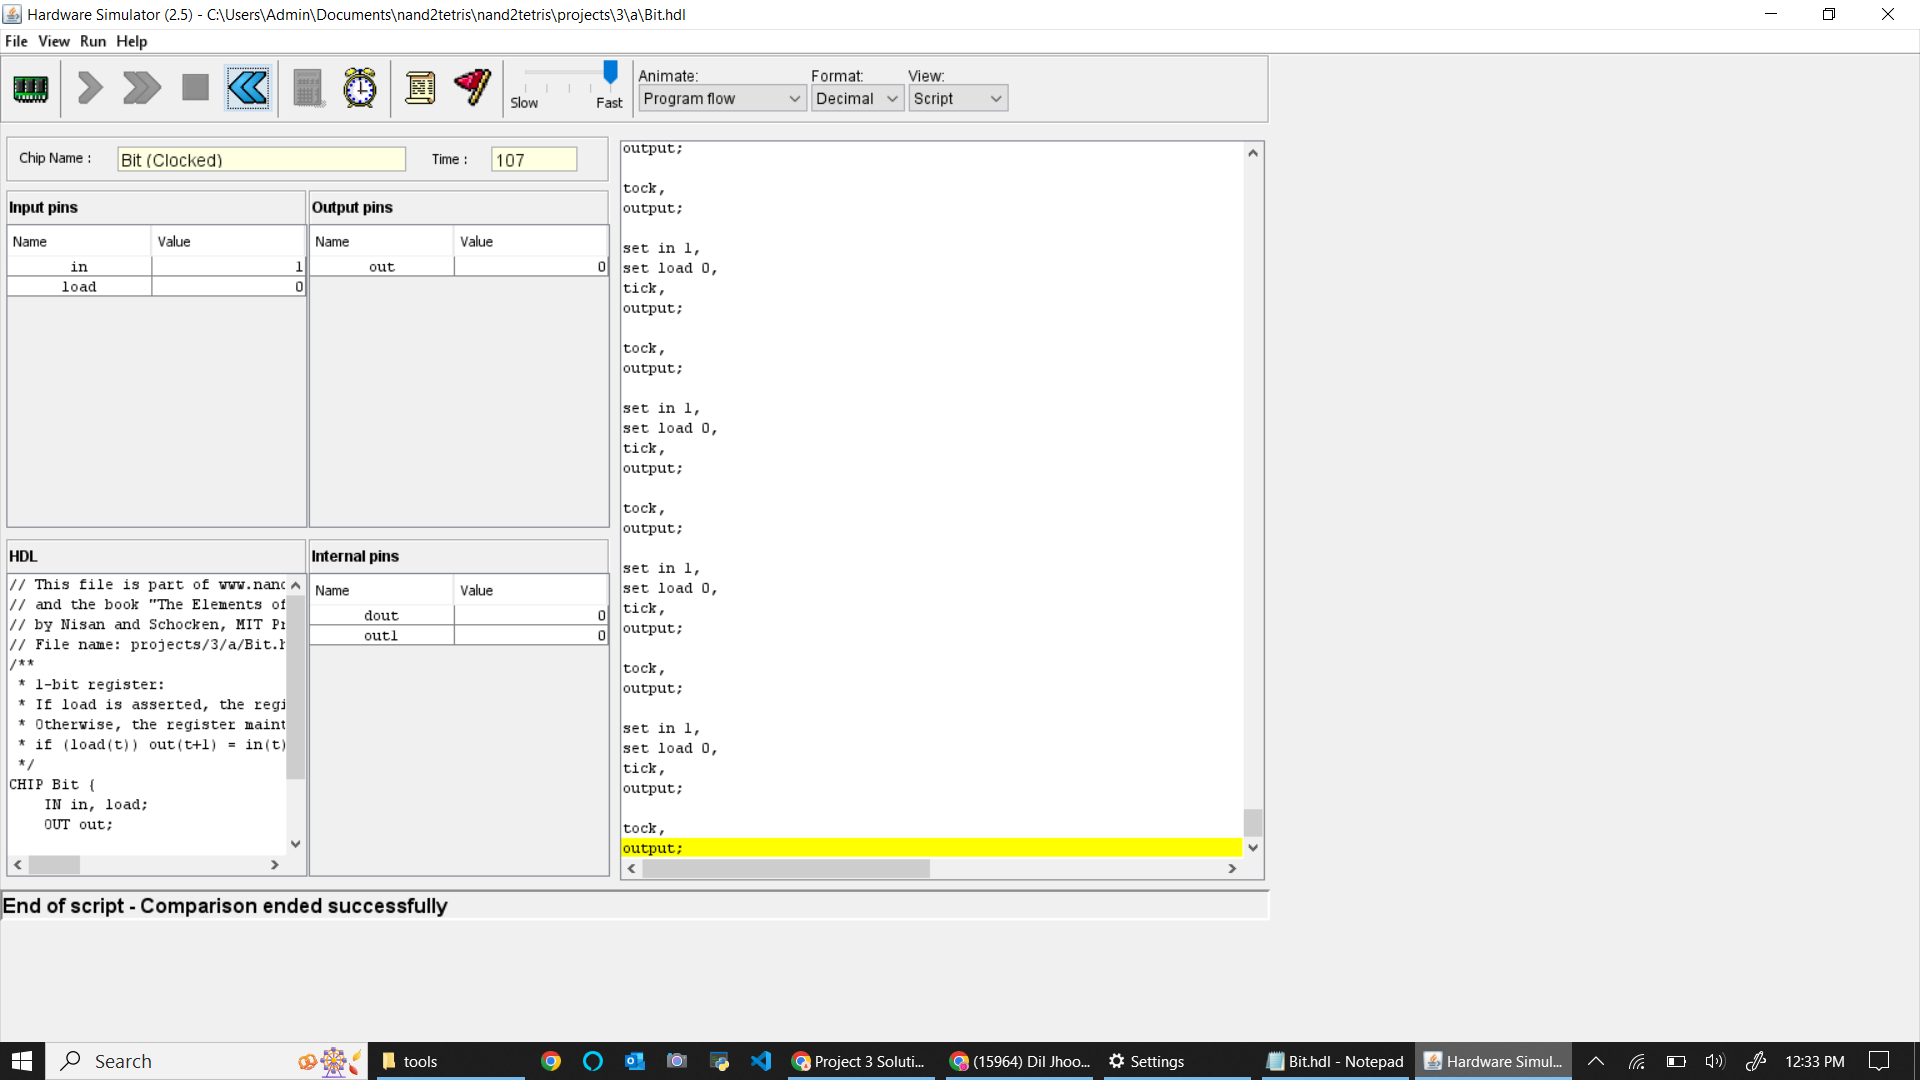 Hardware Simulator (2.5) - C:\Users\Admin\Documents\nand2tetris\nand2tetris\projects\3\a\Bit.hdl
File View Run Help
Slow Fast
Animate:
Program flow
Format:
Decimal
View:
Script
Chip Name :
Bit (Clocked)
Time :
107
Input pins
Name Value
in 1
load 0
Output pins
Name Value
out 0
HDL
// This file is part of www.nand
// and the book "The Elements of
// by Nisan and Schocken, MIT Pr
// File name: projects/3/a/Bit.h
/**
* 1-bit register:
* If load is asserted, the regi
* Otherwise, the register maint
* if (load(t)) out(t+1) = in(t)
*/
CHIP Bit {
IN in, load;
OUT out;
Internal pins
Name Value
dout 0
out1 0
output;
tock,
output;
set in 1,
set load 0,
tick,
output;
tock,
output;
set in 1,
set load 0,
tick,
output;
tock,
output;
set in 1,
set load 0,
tick,
output;
tock,
output;
set in 1,
set load 0,
tick,
output;
tock,
output;
End of script - Comparison ended successfully
Search
tools
Project 3 Soluti...
(15964) Dil Jhoo...
Settings
Bit.hdl - Notepad
Hardware Simul...
12:33 PM